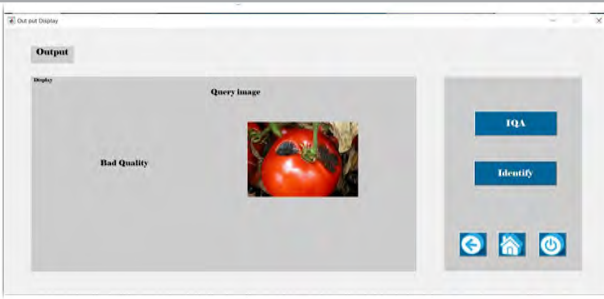 Out put Display
Output
Display
Query image
Bad Quality
IQA
Identify